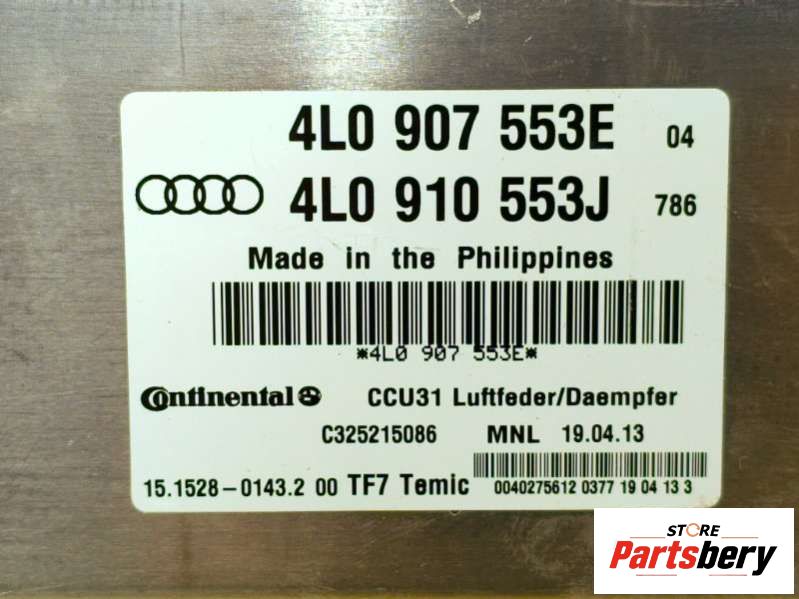 4L0 907 553E 04
4L0 910 553J 786
Made in the Philippines
*4L0 907 553E*
Continental CCU31 Luftfeder/Daempfer
C325215086 MNL 19.04.13
15.1528-0143.2 00 TF7 Temic 0040275612 0377 19 04 13 3
STORE
Partsbery